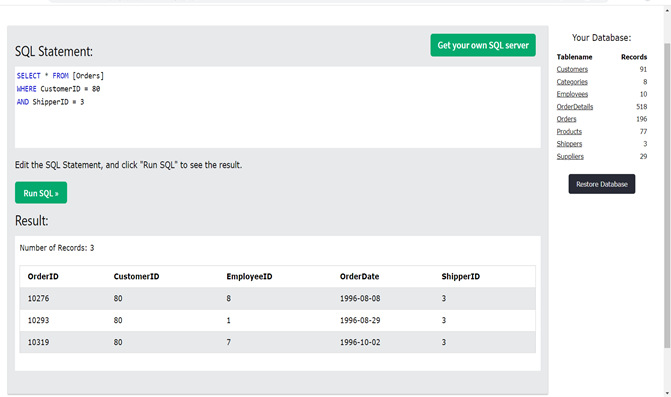 SQL Statement:
Get your own SQL server
SELECT * FROM [Orders]
WHERE CustomerID = 80
AND ShipperID = 3
Edit the SQL Statement, and click "Run SQL" to see the result.
Run SQL »
Result:
Number of Records: 3
OrderID CustomerID EmployeeID OrderDate ShipperID
10276 80 8 1996-08-08 3
10293 80 1 1996-08-29 3
10319 80 7 1996-10-02 3
Your Database:
Tablename Records
Customers 91
Categories 8
Employees 10
OrderDetails 518
Orders 196
Products 77
Shippers 3
Suppliers 29
Restore Database